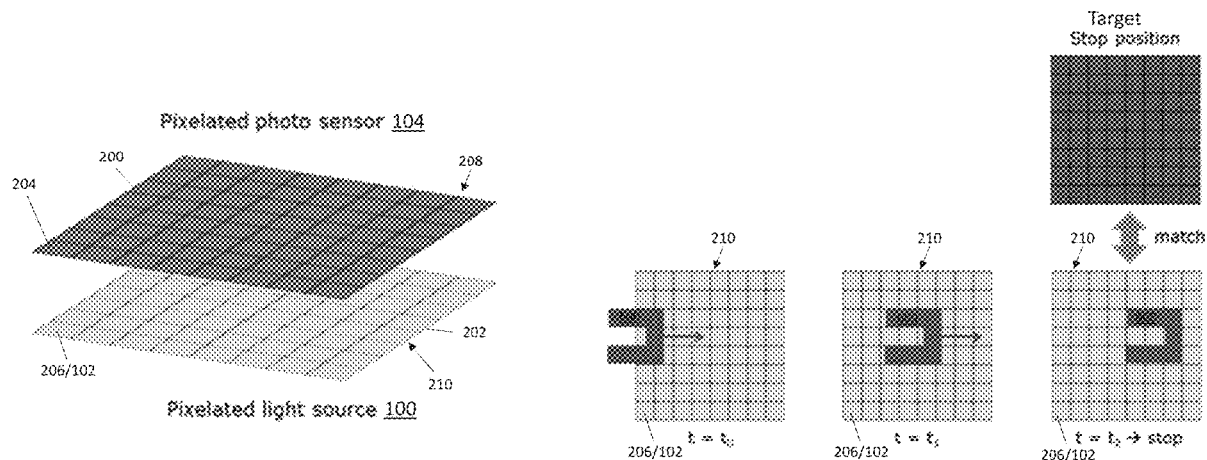 Pixelated photo sensor 104
200
208
204
202
206/102
210
Pixelated light source 100
Target
Stop position
match
210
210
210
206/102
t = t₀
206/102
t = t₁
206/102
t = t₂ → stop